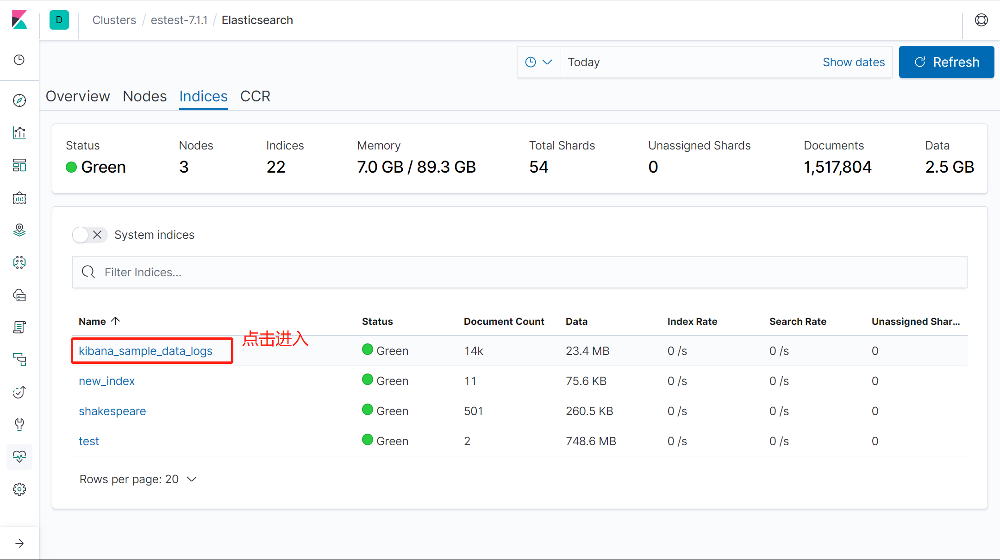 D Clusters / estest-7.1.1 / Elasticsearch
Today Show dates Refresh
Overview Nodes Indices CCR
Status Nodes Indices Memory Total Shards Unassigned Shards Documents Data
Green 3 22 7.0 GB / 89.3 GB 54 0 1,517,804 2.5 GB
System indices
Filter Indices...
Name Status Document Count Data Index Rate Search Rate Unassigned Shar...
点击进入
kibana_sample_data_logs Green 14k 23.4 MB 0 /s 0 /s 0
new_index Green 11 75.6 KB 0 /s 0 /s 0
shakespeare Green 501 260.5 KB 0 /s 0 /s 0
test Green 2 748.6 MB 0 /s 0 /s 0
Rows per page: 20